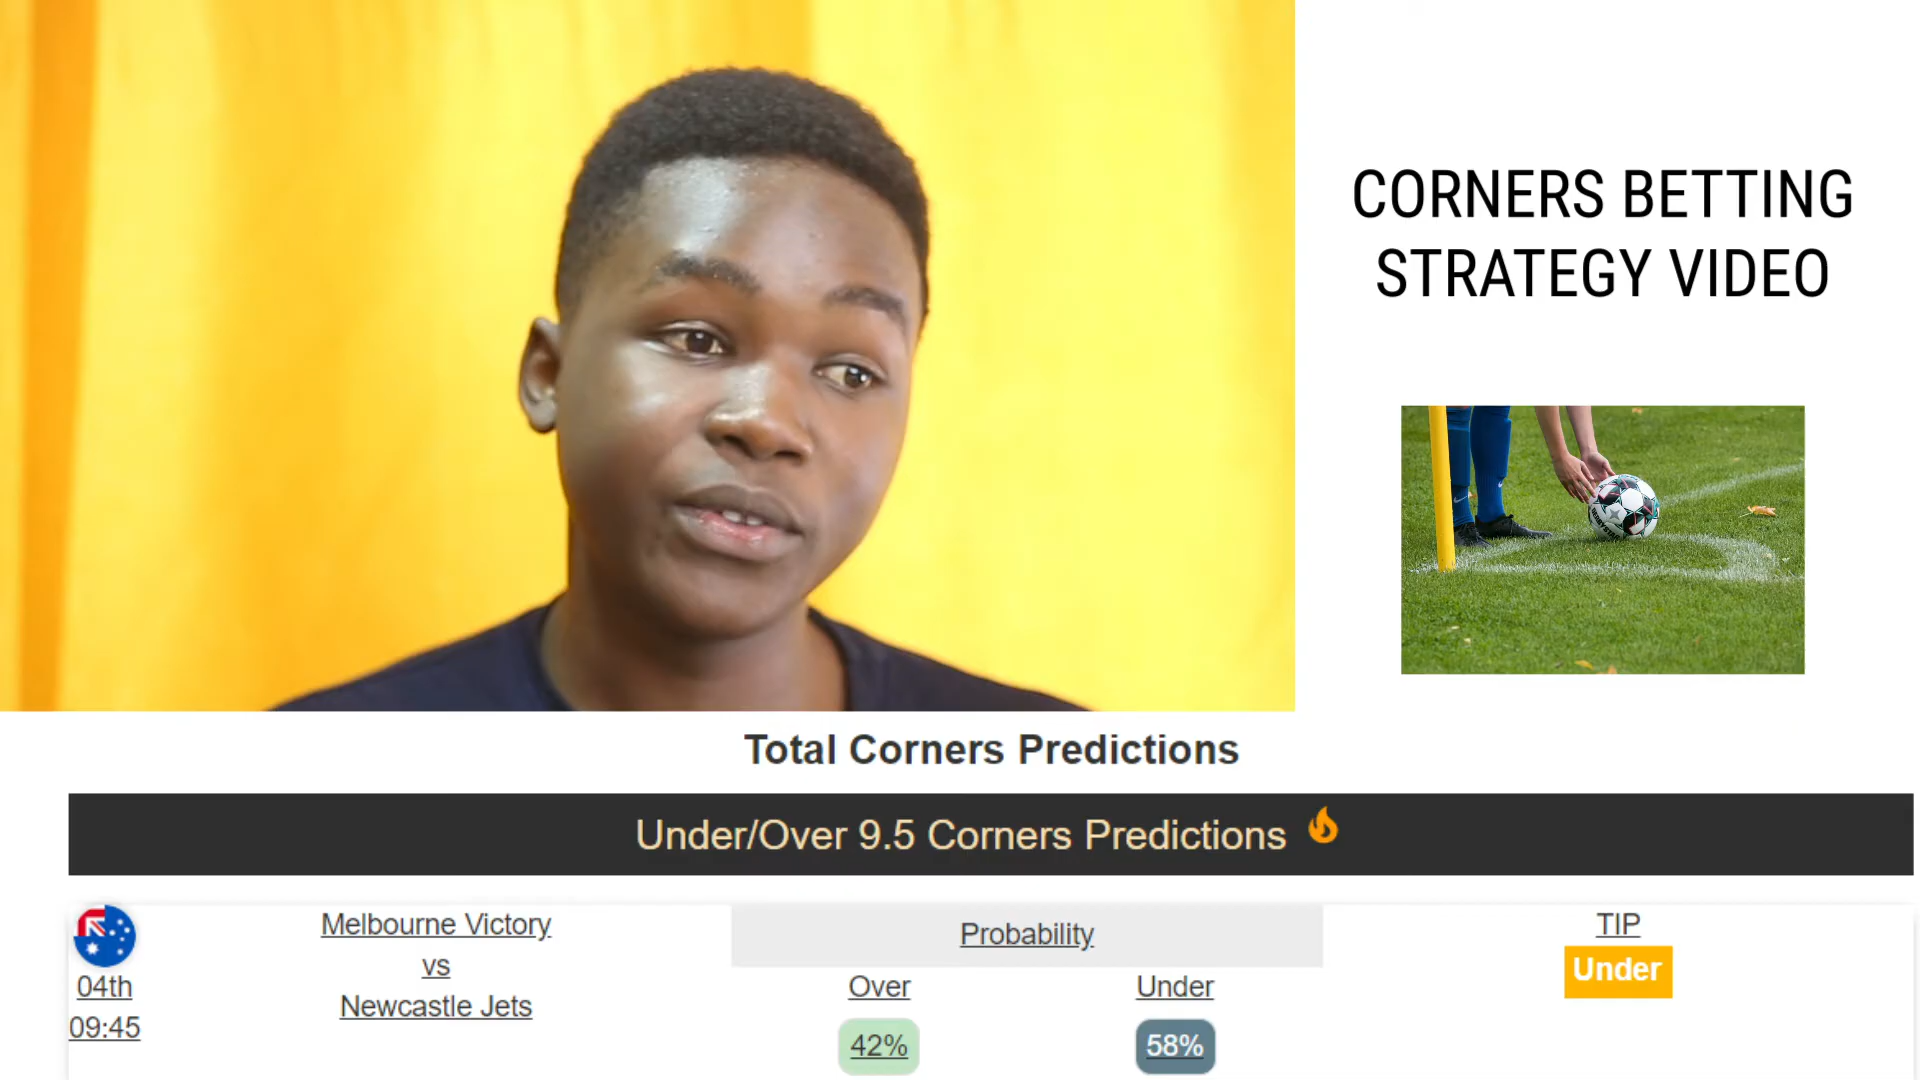 CORNERS BETTING
STRATEGY VIDEO
Total Corners Predictions
Under/Over 9.5 Corners Predictions
04th
09:45
Melbourne Victory
vs
Newcastle Jets
Probability
Over
Under
42%
58%
TIP
Under